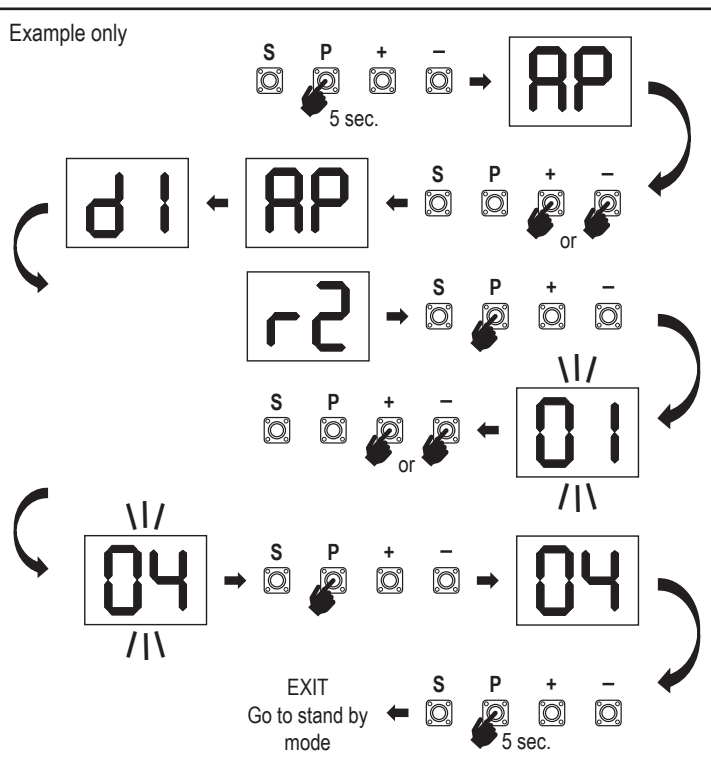 Example only
S P + –
5 sec.
AP
S P + –
or
AP
d1
r2
S P + –
01
S P + –
or
04
S P + –
04
S P + –
5 sec.
EXIT
Go to stand by
mode